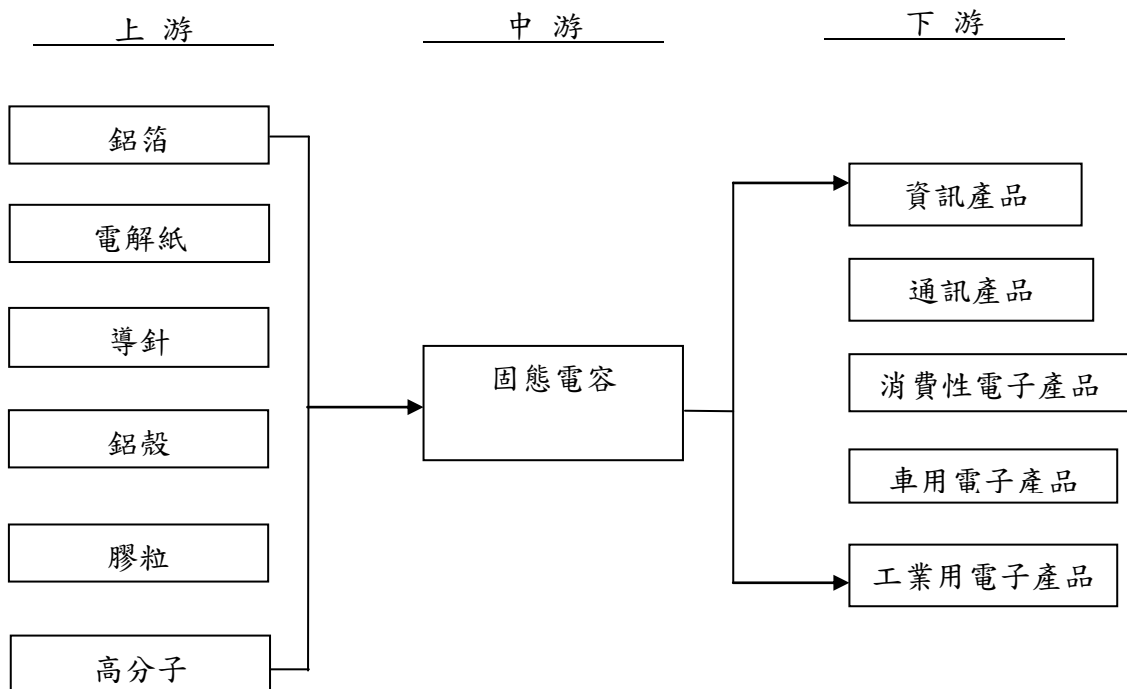 上 游
中 游
下 游
鋁箔
電解紙
導針
鋁殼
膠粒
高分子
固態電容
資訊產品
通訊產品
消費性電子產品
車用電子產品
工業用電子產品